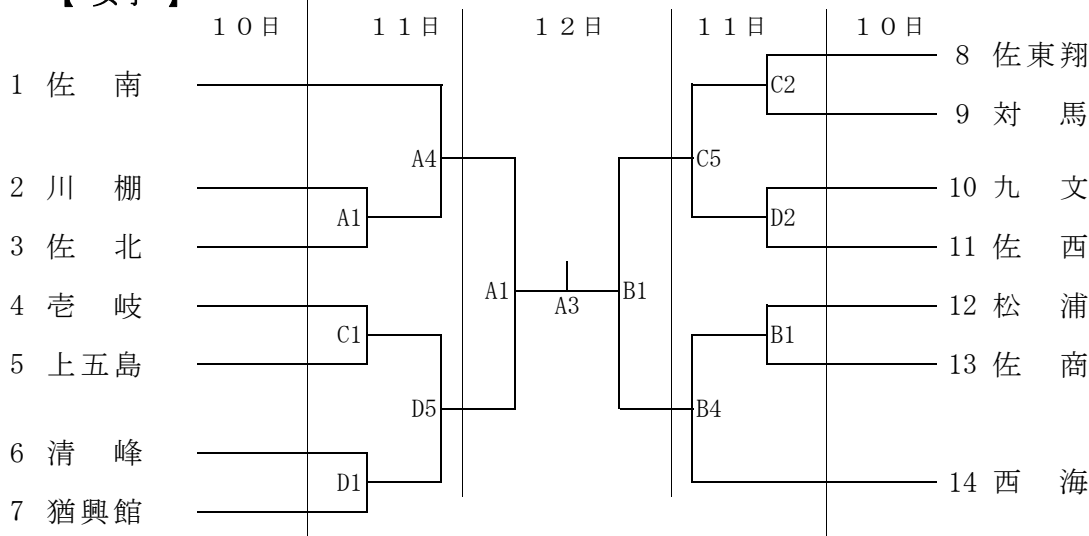 【 女子 】
１０日 １１日 １２日 １１日 １０日
8 佐東翔
1 佐 南 C2
9 対 馬
A4 C5
2 川 棚 10 九 文
A1 D2
3 佐 北 11 佐 西
A1 A3 B1
4 壱 岐 12 松 浦
C1 B1
5 上五島 13 佐 商
D5 B4
6 清 峰
D1 14 西 海
7 猶興館